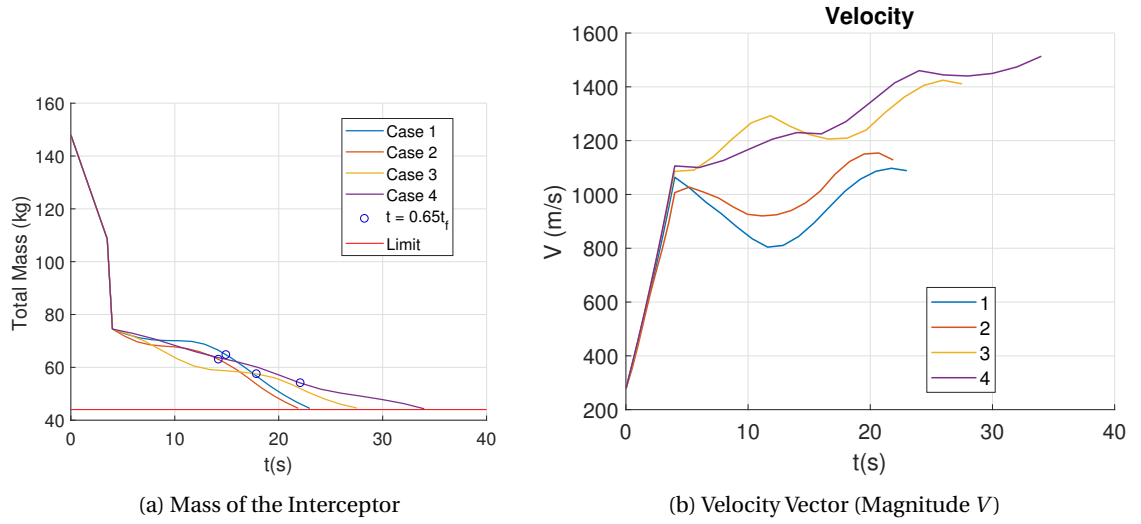 160
140
120
100
80
60
40
0
10
20
30
40
Total Mass (kg)
t(s)
Case 1
Case 2
Case 3
Case 4
t = 0.65t_f
Limit
(a) Mass of the Interceptor
Velocity
1600
1400
1200
1000
800
600
400
200
0
10
20
30
40
V (m/s)
t(s)
1
2
3
4
(b) Velocity Vector (Magnitude V)